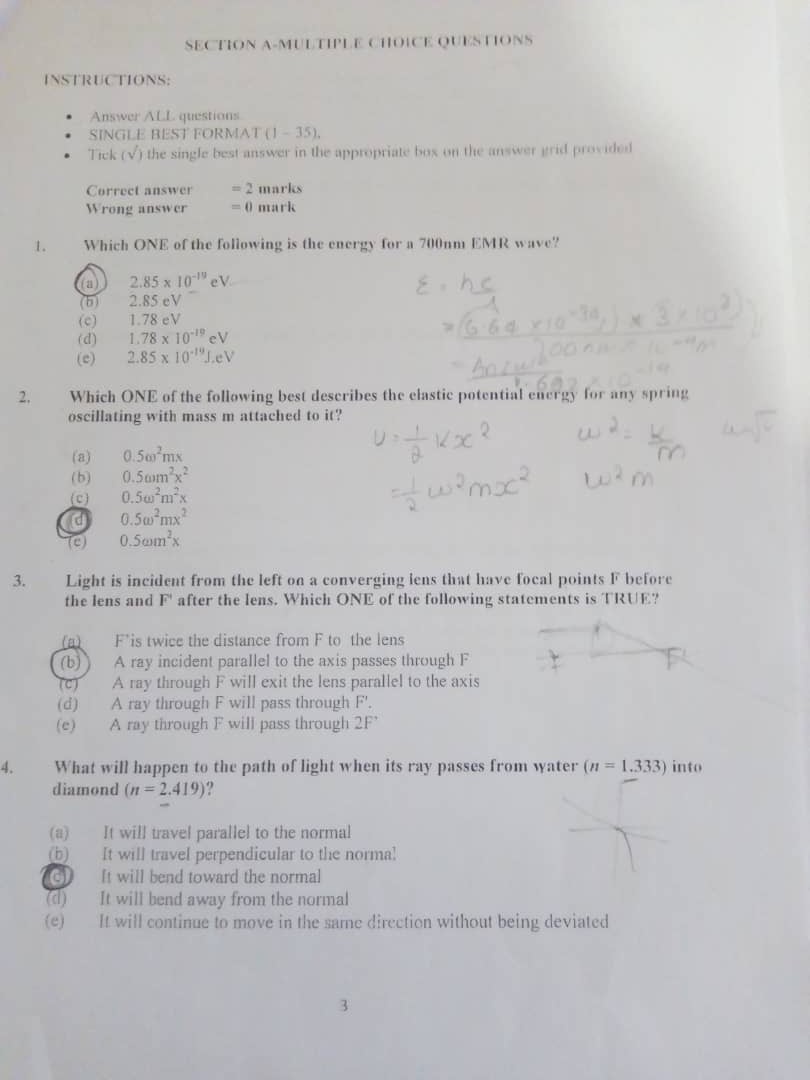 SECTION A-MULTIPLE CHOICE QUESTIONS
INSTRUCTIONS:
• Answer ALL questions.
• SINGLE BEST FORMAT (1 – 35).
• Tick (√) the single best answer in the appropriate box on the answer grid provided
Correct answer = 2 marks
Wrong answer = 0 mark
1. Which ONE of the following is the energy for a 700nm EMR wave?
(a) 2.85 x 10⁻¹⁹ eV
(b) 2.85 eV
(c) 1.78 eV
(d) 1.78 x 10⁻¹⁹ eV
(e) 2.85 x 10⁻¹⁹J.eV
E = hc
λ
= (6.64 x 10⁻³⁴) x 3 x 10⁸
2. Which ONE of the following best describes the elastic potential energy for any spring
oscillating with mass m attached to it?
(a) 0.5ω²mx
(b) 0.5ωm²x²
(c) 0.5ω²m²x
(d) 0.5ω²mx²
(e) 0.5ωm²x
U = 1/2 Kx²
= 1/2 ω²mx²
ω² = K/m
ω²m
3. Light is incident from the left on a converging lens that have focal points F before
the lens and F' after the lens. Which ONE of the following statements is TRUE?
(a) F'is twice the distance from F to the lens
(b) A ray incident parallel to the axis passes through F
(c) A ray through F will exit the lens parallel to the axis
(d) A ray through F will pass through F'.
(e) A ray through F will pass through 2F'
F F'
4. What will happen to the path of light when its ray passes from water (n = 1.333) into
diamond (n = 2.419)?
(a) It will travel parallel to the normal
(b) It will travel perpendicular to the normal
(c) It will bend toward the normal
(d) It will bend away from the normal
(e) It will continue to move in the same direction without being deviated
3